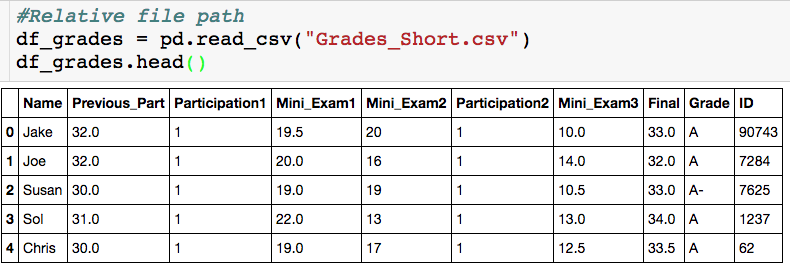 #Relative file path
df_grades = pd.read_csv("Grades_Short.csv")
df_grades.head()
Name Previous_Part Participation1 Mini_Exam1 Mini_Exam2 Participation2 Mini_Exam3 Final Grade ID
0 Jake 32.0 1 19.5 20 1 10.0 33.0 A 90743
1 Joe 32.0 1 20.0 16 1 14.0 32.0 A 7284
2 Susan 30.0 1 19.0 19 1 10.5 33.0 A- 7625
3 Sol 31.0 1 22.0 13 1 13.0 34.0 A 1237
4 Chris 30.0 1 19.0 17 1 12.5 33.5 A 62